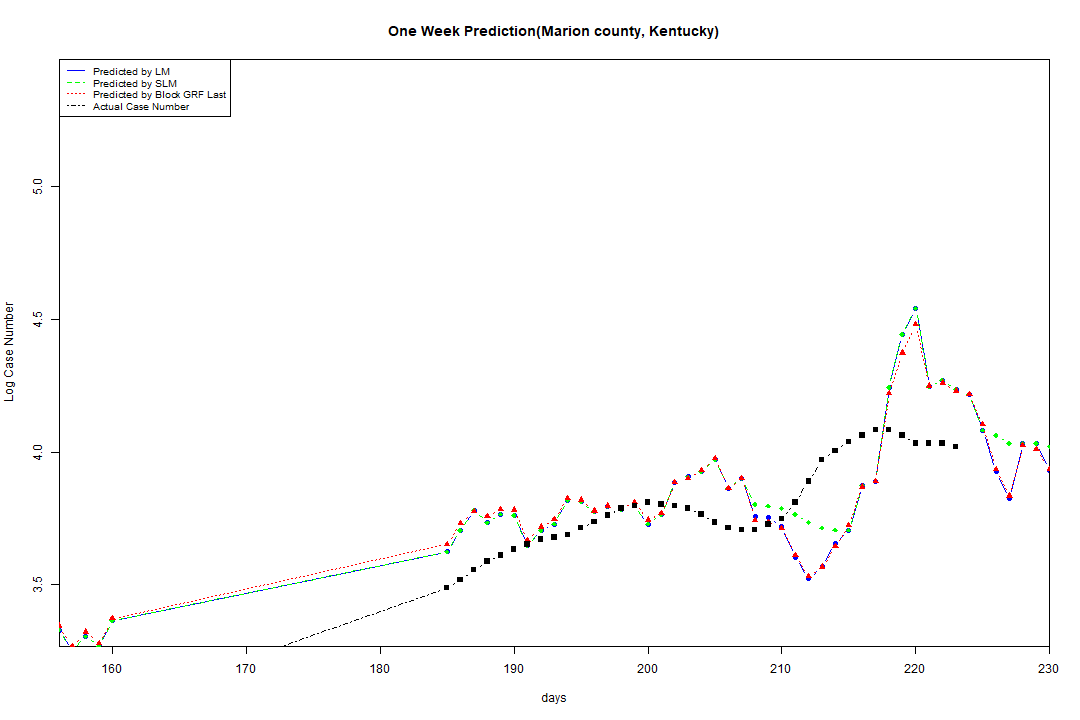 One Week Prediction(Marion county, Kentucky)
Predicted by LM
Predicted by SLM
Predicted by Block GRF Last
Actual Case Number
5.0
4.5
4.0
3.5
Log Case Number
160 170 180 190 200 210 220 230
days